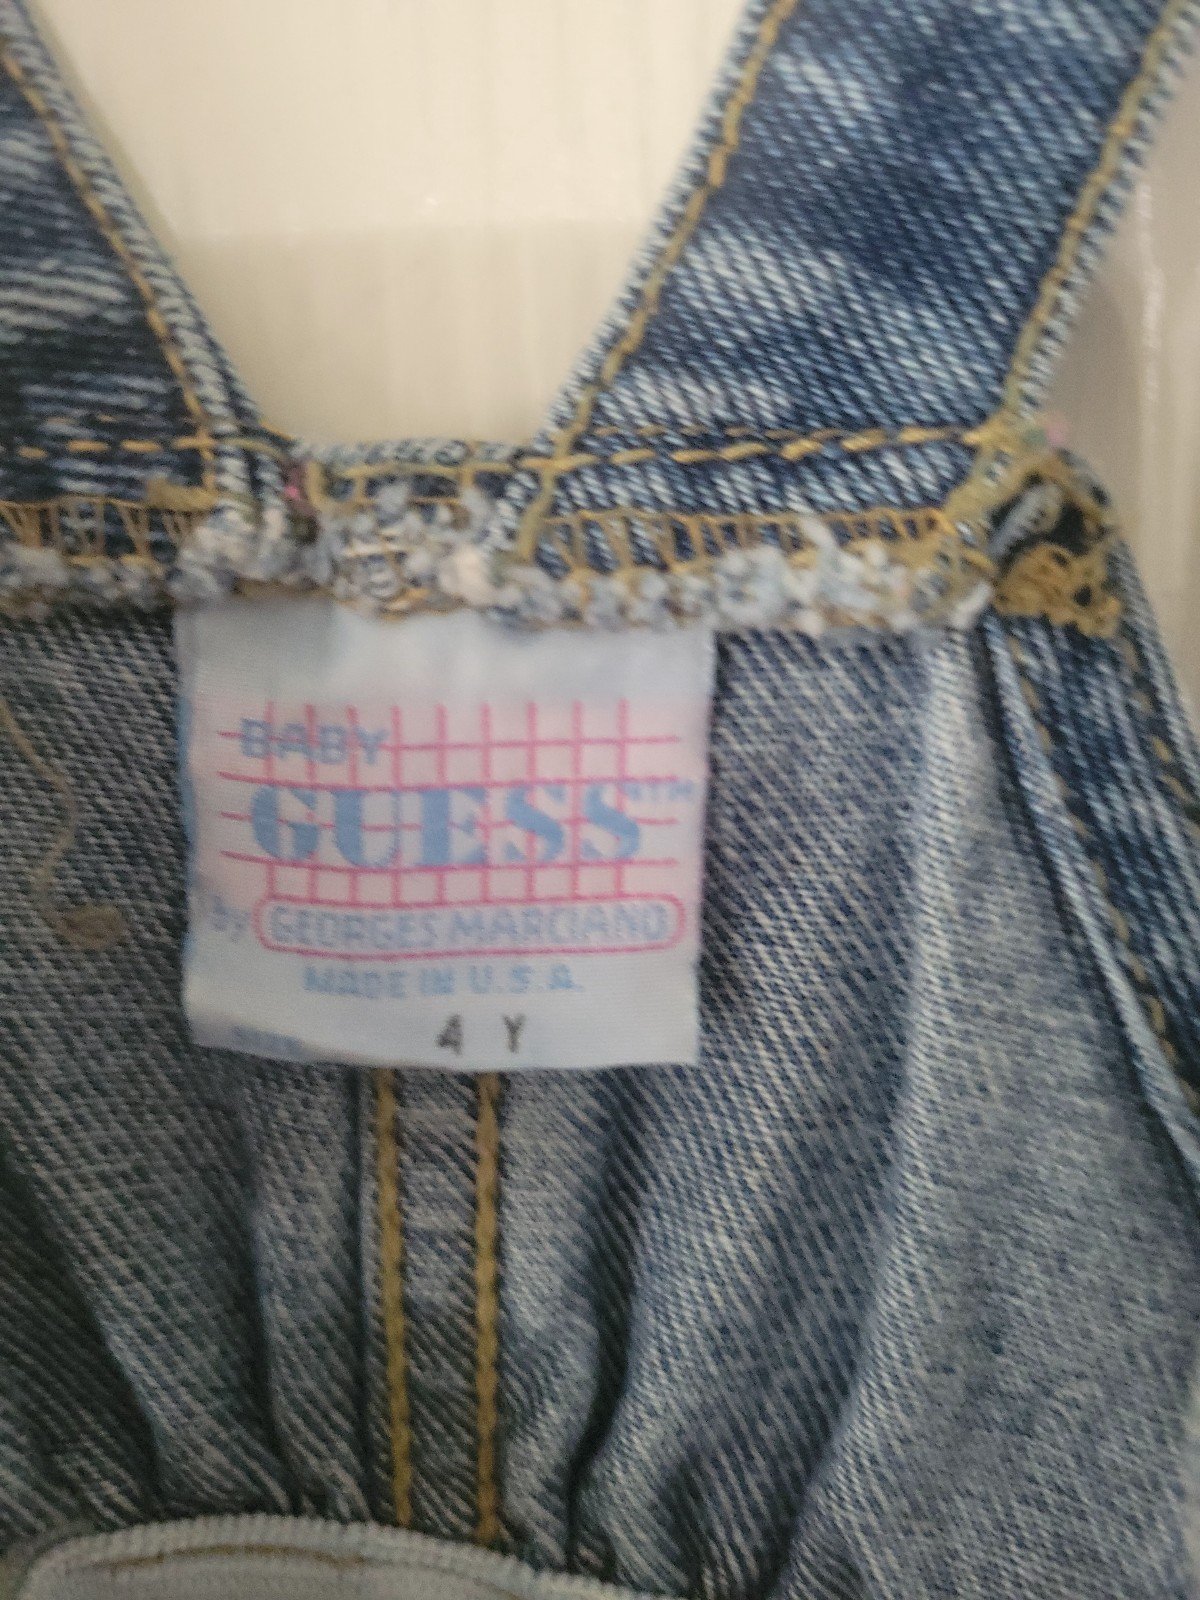 BABY
GUESS
by GEORGES MARCIANO
MADE IN U.S.A.
4 Y